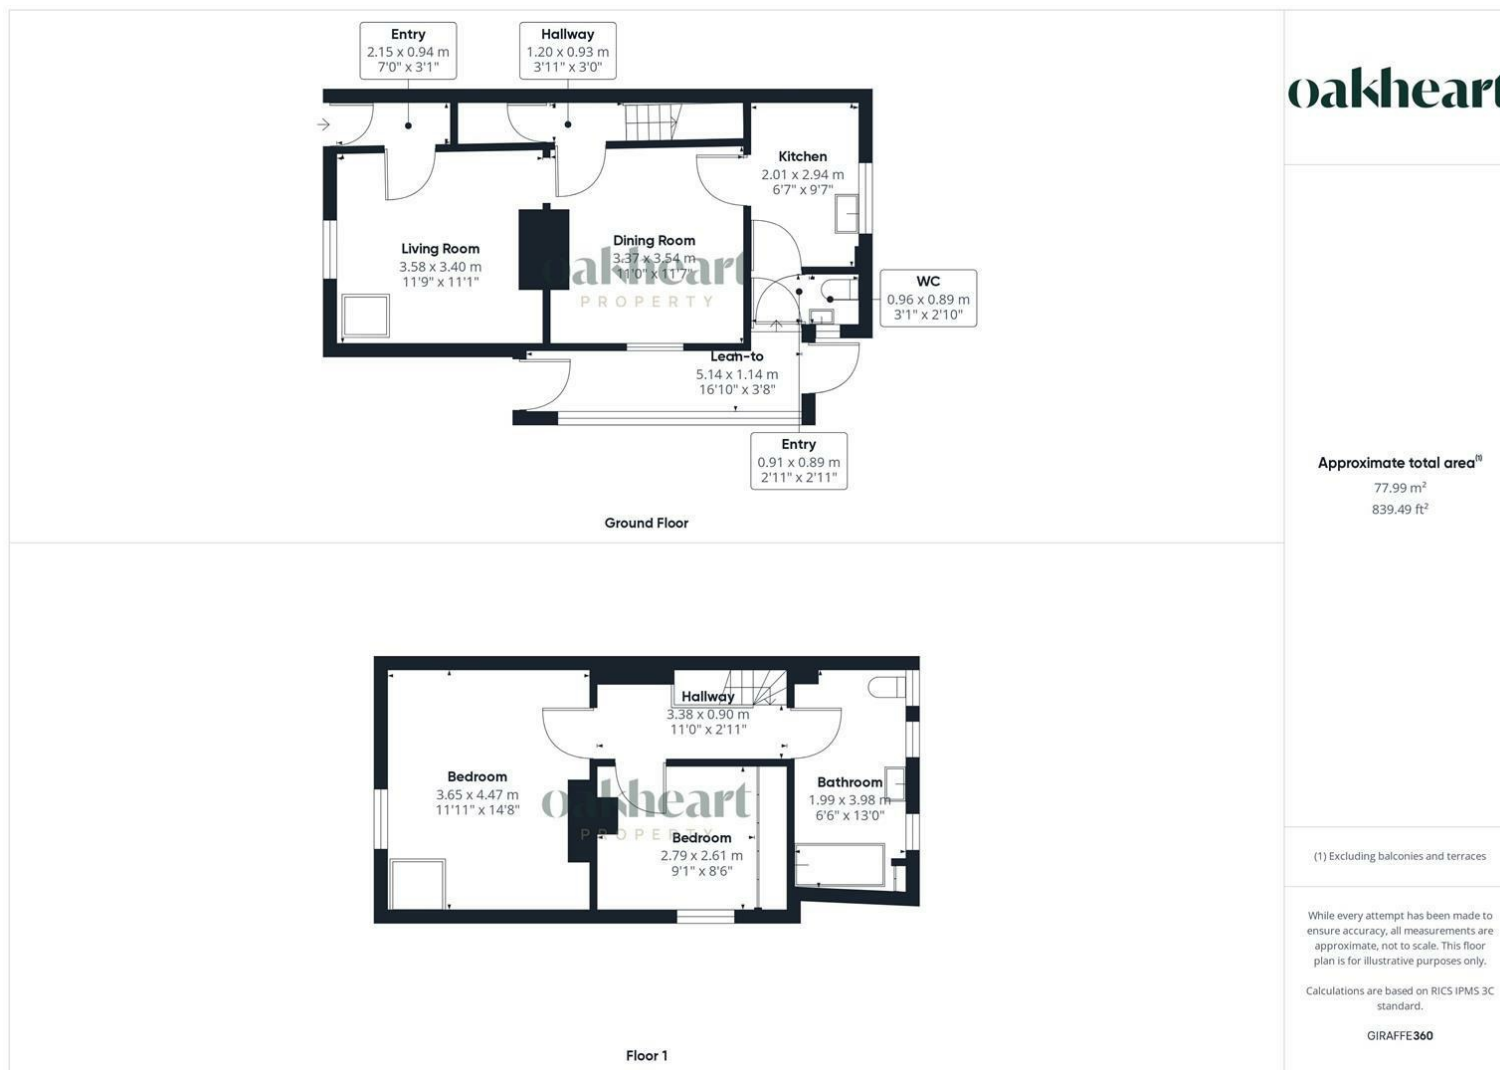 Entry
2.15 x 0.94 m
7'0" x 3'1"
Hallway
1.20 x 0.93 m
3'11" x 3'0"
Kitchen
2.01 x 2.94 m
6'7" x 9'7"
Living Room
3.58 x 3.40 m
11'9" x 11'1"
Dining Room
3.37 x 3.54 m
11'0" x 11'7"
oakheart
PROPERTY
WC
0.96 x 0.89 m
3'1" x 2'10"
Lean-to
5.14 x 1.14 m
16'10" x 3'8"
Entry
0.91 x 0.89 m
2'11" x 2'11"
Ground Floor
Hallway
3.38 x 0.90 m
11'0" x 2'11"
Bedroom
3.65 x 4.47 m
11'11" x 14'8"
oakheart
PROPERTY
Bedroom
2.79 x 2.61 m
9'1" x 8'6"
Bathroom
1.99 x 3.98 m
6'6" x 13'0"
Floor 1
oakheart
Approximate total area(1)
77.99 m²
839.49 ft²
(1) Excluding balconies and terraces
While every attempt has been made to
ensure accuracy, all measurements are
approximate, not to scale. This floor
plan is for illustrative purposes only.
Calculations are based on RICS IPMS 3C
standard.
GIRAFFE360